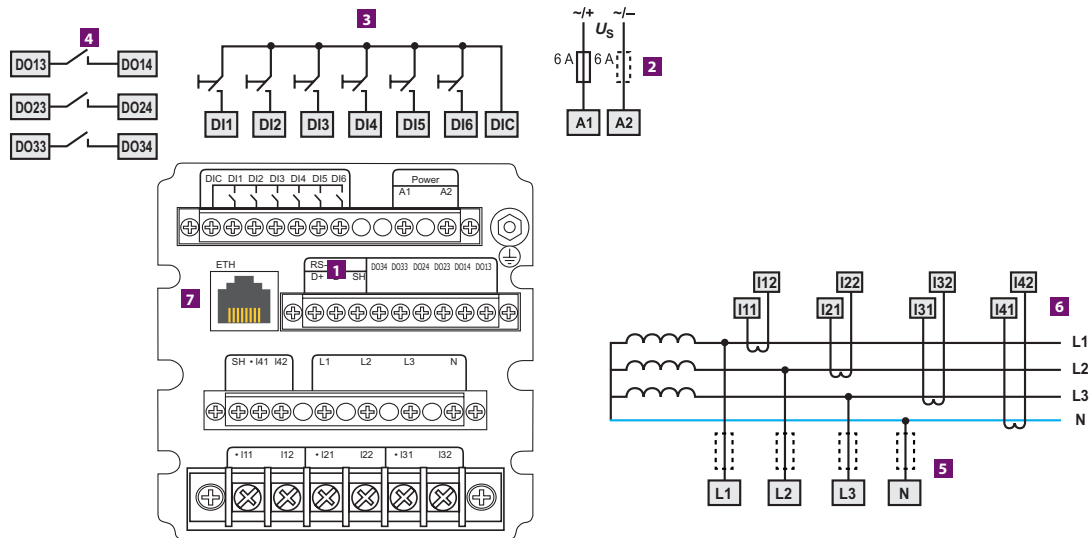 3
4
DO13 DO14
DO23 DO24
DO33 DO34
DI1 DI2 DI3 DI4 DI5 DI6 DIC
~/+ ~/–
US
6 A 6 A
2
A1 A2
DIC DI1 DI2 DI3 DI4 DI5 DI6
Power
A1 A2
ETH
7
RS-
1
D+ SH
DO34 DO33 DO24 DO23 DO14 DO13
SH • I41 I42 L1 L2 L3 N
• I11 I12 • I21 I22 • I31 I32
I12 I22 I32 I42
I11 I21 I31 I41
6
L1
L2
L3
N
5
L1 L2 L3 N